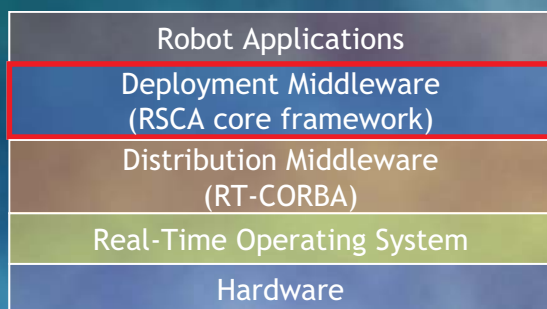 Robot Applications
Deployment Middleware
(RSCA core framework)
Distribution Middleware
(RT-CORBA)
Real-Time Operating System
Hardware